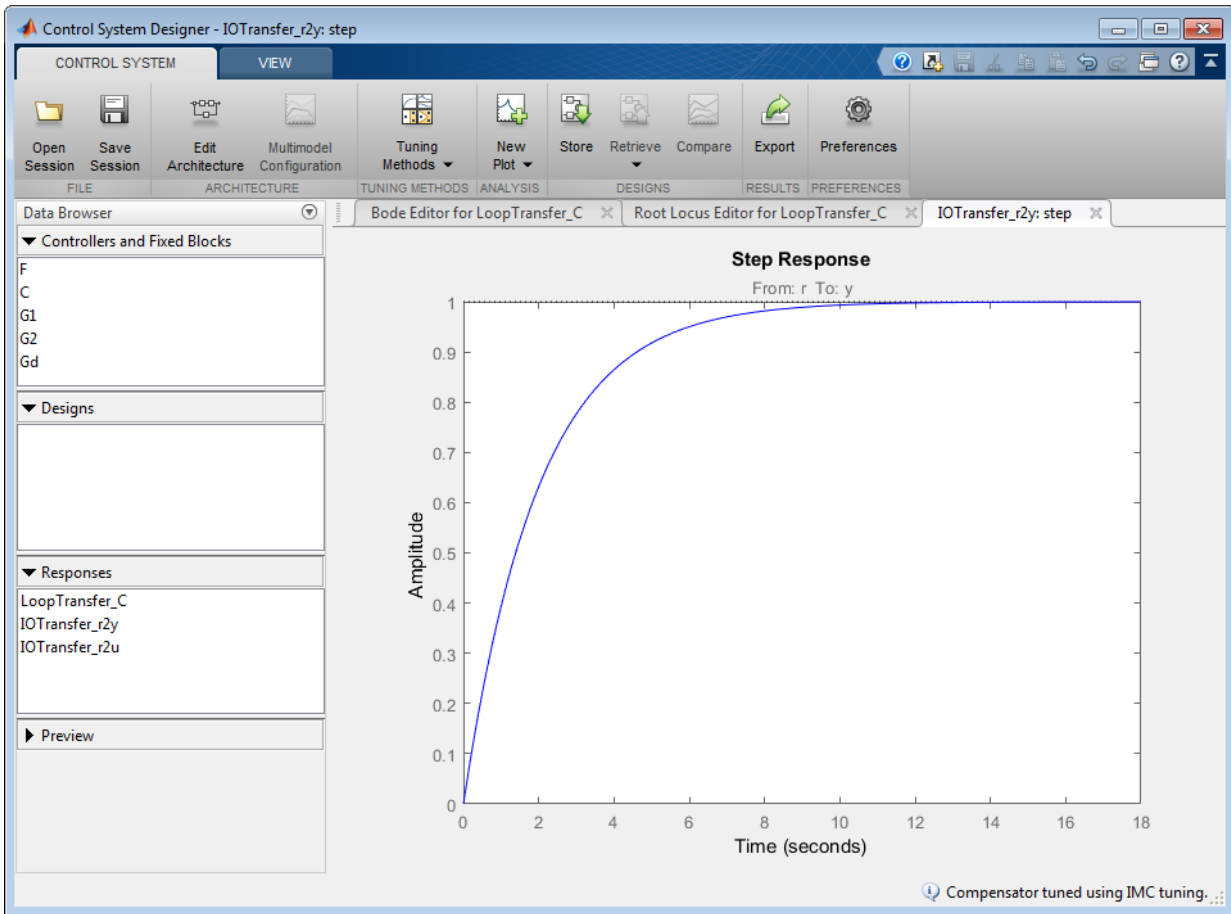 Control System Designer - IOTransfer_r2y: step
CONTROL SYSTEM
VIEW
Open Session
Save Session
Edit Architecture
Multimodel Configuration
Tuning Methods
New Plot
Store
Retrieve
Compare
Export
Preferences
FILE
ARCHITECTURE
TUNING METHODS
ANALYSIS
DESIGNS
RESULTS
PREFERENCES
Data Browser
Controllers and Fixed Blocks
F
C
G1
G2
Gd
Designs
Responses
LoopTransfer_C
IOTransfer_r2y
IOTransfer_r2u
Preview
Bode Editor for LoopTransfer_C
Root Locus Editor for LoopTransfer_C
IOTransfer_r2y: step
Step Response
From: r To: y
1
0.9
0.8
0.7
0.6
0.5
0.4
0.3
0.2
0.1
0
Amplitude
0 2 4 6 8 10 12 14 16 18
Time (seconds)
Compensator tuned using IMC tuning.